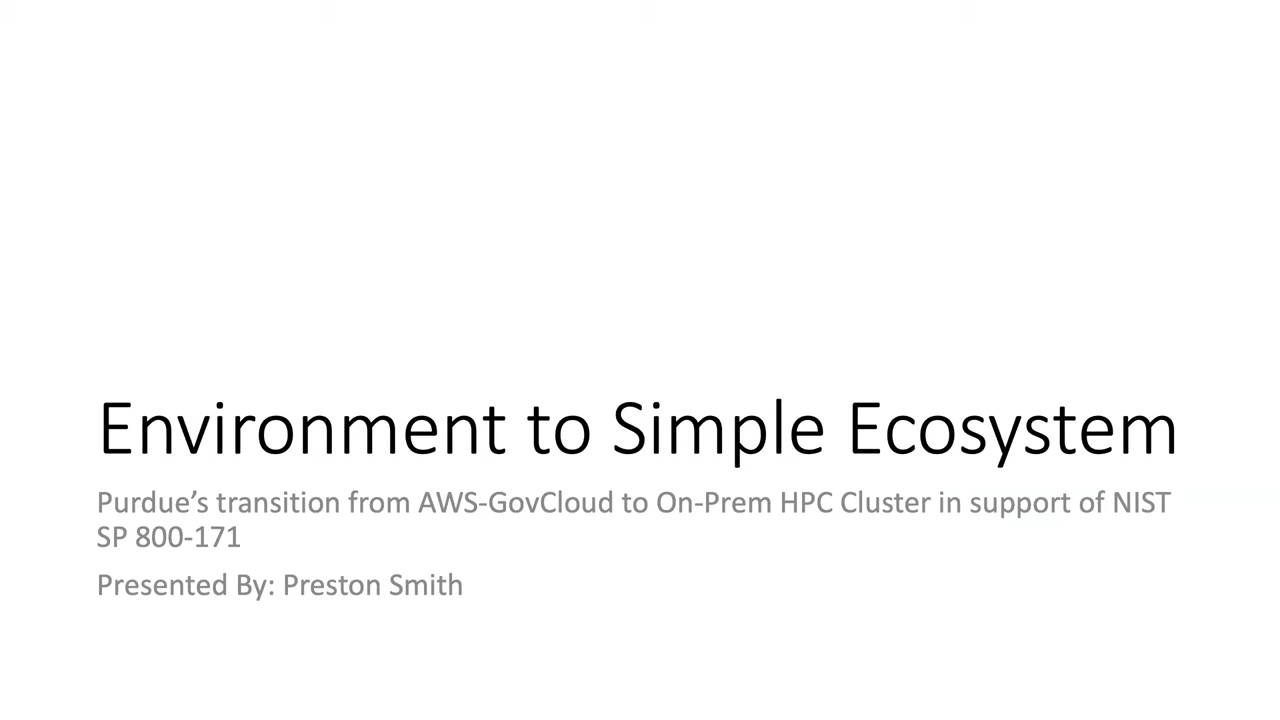 Environment to Simple Ecosystem
Purdue’s transition from AWS-GovCloud to On-Prem HPC Cluster in support of NIST
SP 800-171
Presented By: Preston Smith